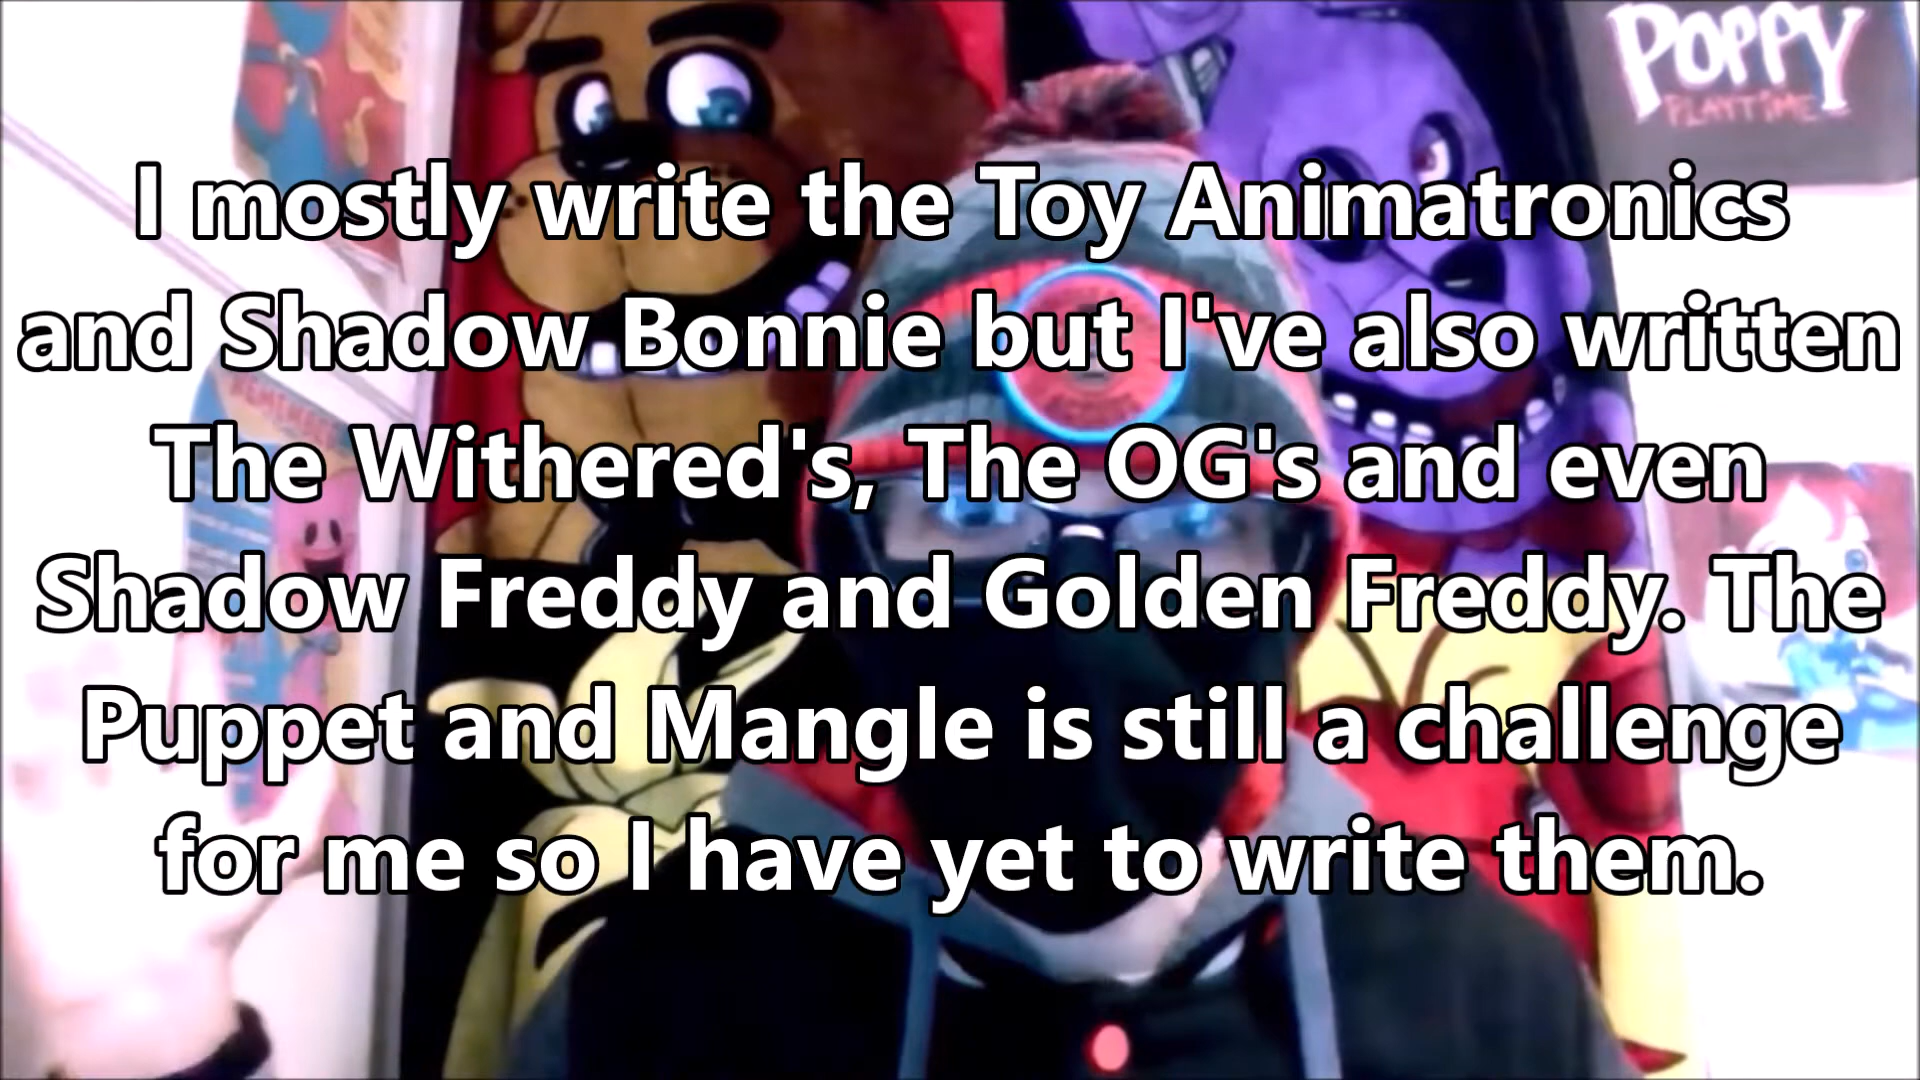 POPPY
PLAYTIME
I mostly write the Toy Animatronics
and Shadow Bonnie but I've also written
The Withered's, The OG's and even
Shadow Freddy and Golden Freddy. The
Puppet and Mangle is still a challenge
for me so I have yet to write them.